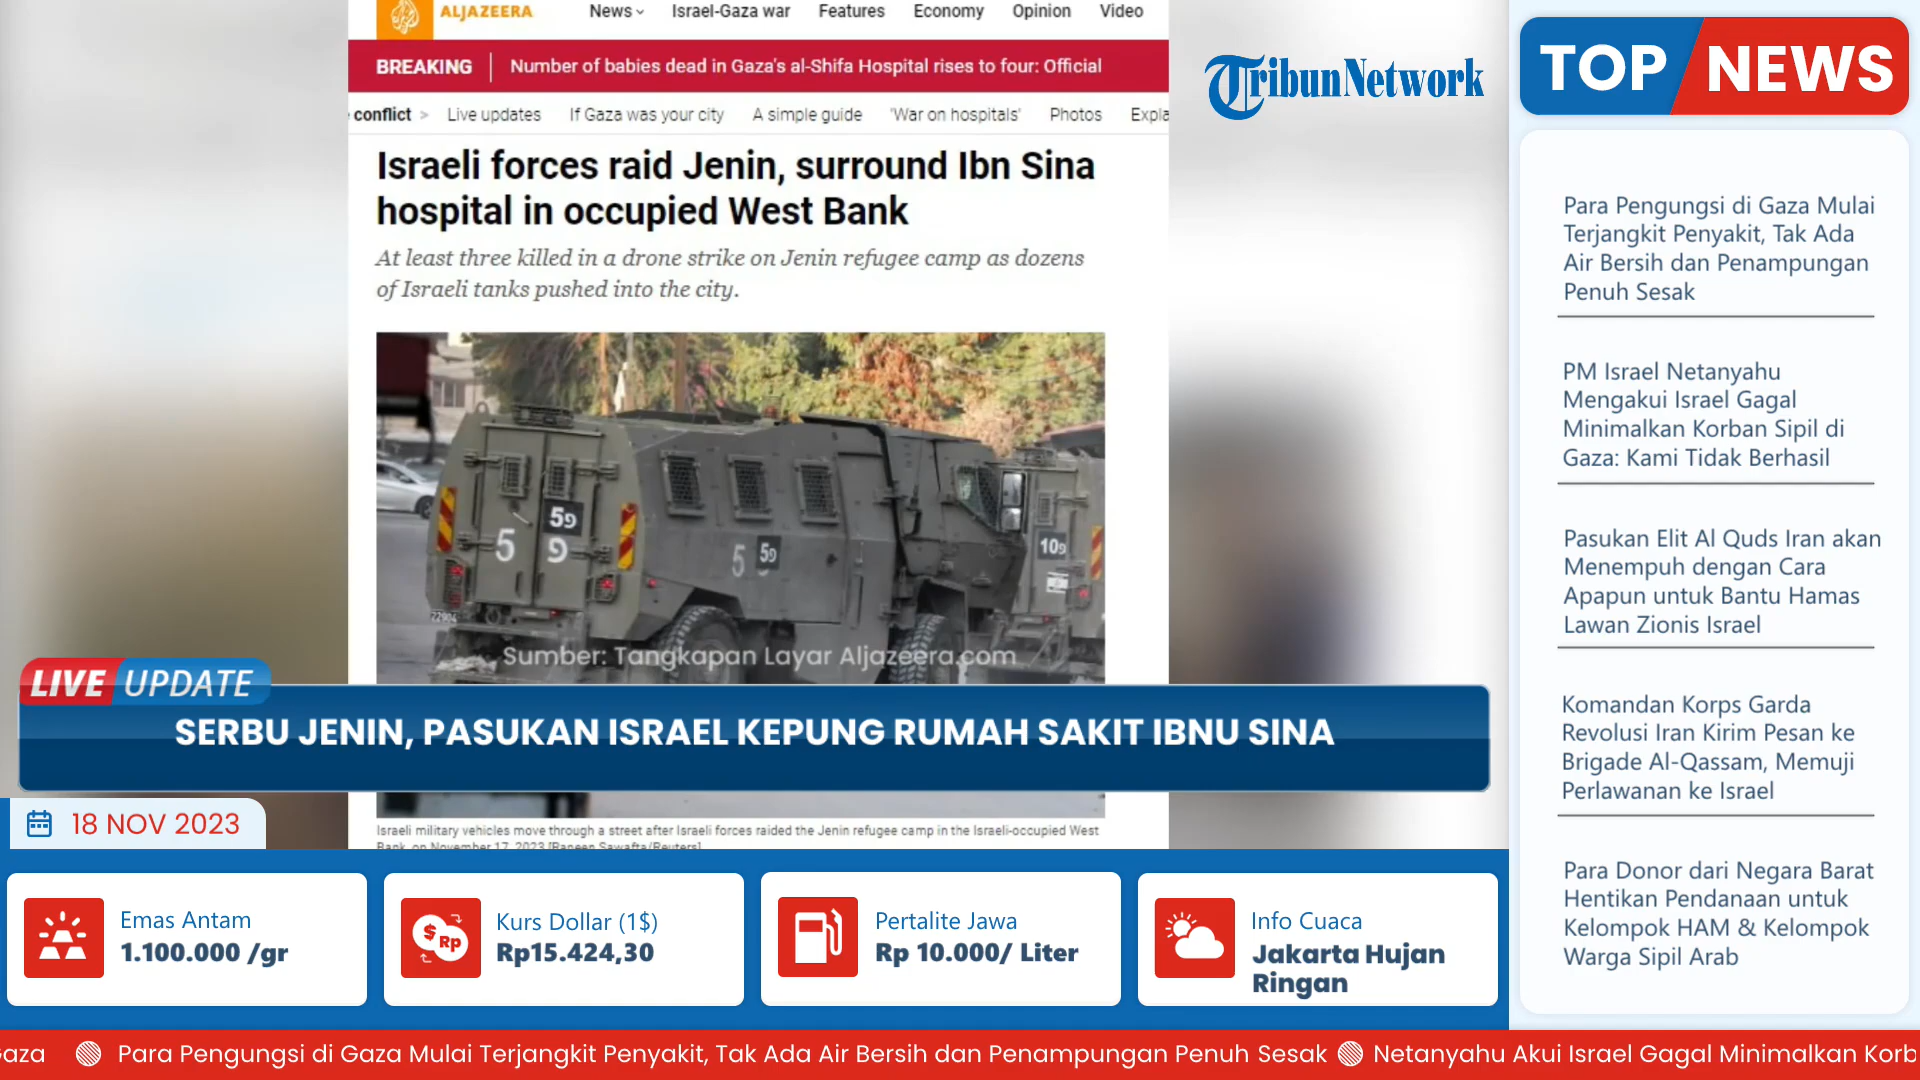 ALJAZEERA
News
Israel-Gaza war
Features
Economy
Opinion
Video
BREAKING
Number of babies dead in Gaza's al-Shifa Hospital rises to four: Official
conflict >
Live updates
If Gaza was your city
A simple guide
'War on hospitals'
Photos
Expla
Israeli forces raid Jenin, surround Ibn Sina
hospital in occupied West Bank
At least three killed in a drone strike on Jenin refugee camp as dozens
of Israeli tanks pushed into the city.
59
5 9
5 59
109
Sumber: Tangkapan Layar Aljazeera.com
TribunNetwork
LIVE UPDATE
SERBU JENIN, PASUKAN ISRAEL KEPUNG RUMAH SAKIT IBNU SINA
18 NOV 2023
Israeli military vehicles move through a street after Israeli forces raided the Jenin refugee camp in the Israeli-occupied West
Bank, on November 17, 2023 [Raneen Sawafta/Reuters]
Emas Antam
1.100.000 /gr
$ Rp
Kurs Dollar (1$)
Rp15.424,30
Pertalite Jawa
Rp 10.000/ Liter
Info Cuaca
Jakarta Hujan
Ringan
TOP NEWS
Para Pengungsi di Gaza Mulai
Terjangkit Penyakit, Tak Ada
Air Bersih dan Penampungan
Penuh Sesak
PM Israel Netanyahu
Mengakui Israel Gagal
Minimalkan Korban Sipil di
Gaza: Kami Tidak Berhasil
Pasukan Elit Al Quds Iran akan
Menempuh dengan Cara
Apapun untuk Bantu Hamas
Lawan Zionis Israel
Komandan Korps Garda
Revolusi Iran Kirim Pesan ke
Brigade Al-Qassam, Memuji
Perlawanan ke Israel
Para Donor dari Negara Barat
Hentikan Pendanaan untuk
Kelompok HAM & Kelompok
Warga Sipil Arab
aza Para Pengungsi di Gaza Mulai Terjangkit Penyakit, Tak Ada Air Bersih dan Penampungan Penuh Sesak Netanyahu Akui Israel Gagal Minimalkan Korb